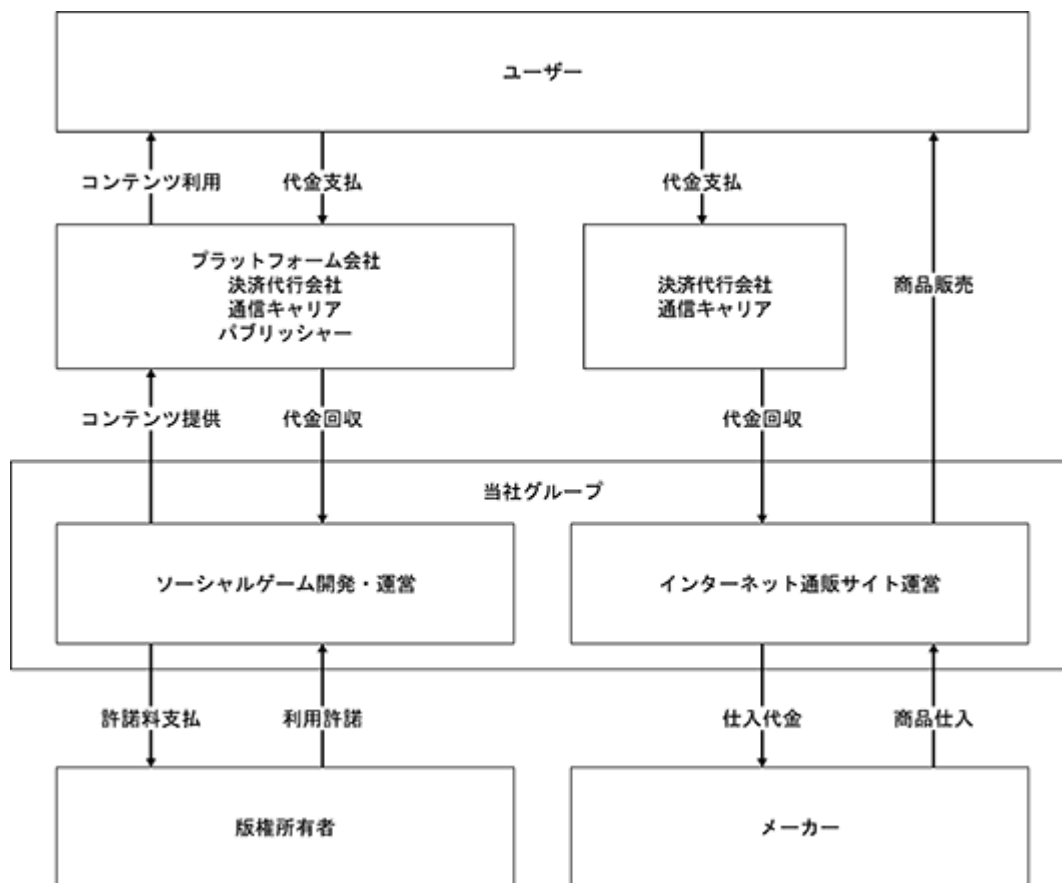 ユーザー
コンテンツ利用
代金支払
代金支払
商品販売
プラットフォーム会社
決済代行会社
通信キャリア
パブリッシャー
決済代行会社
通信キャリア
コンテンツ提供
代金回収
代金回収
当社グループ
ソーシャルゲーム開発・運営
インターネット通販サイト運営
許諾料支払
利用許諾
仕入代金
商品仕入
版権所有者
メーカー